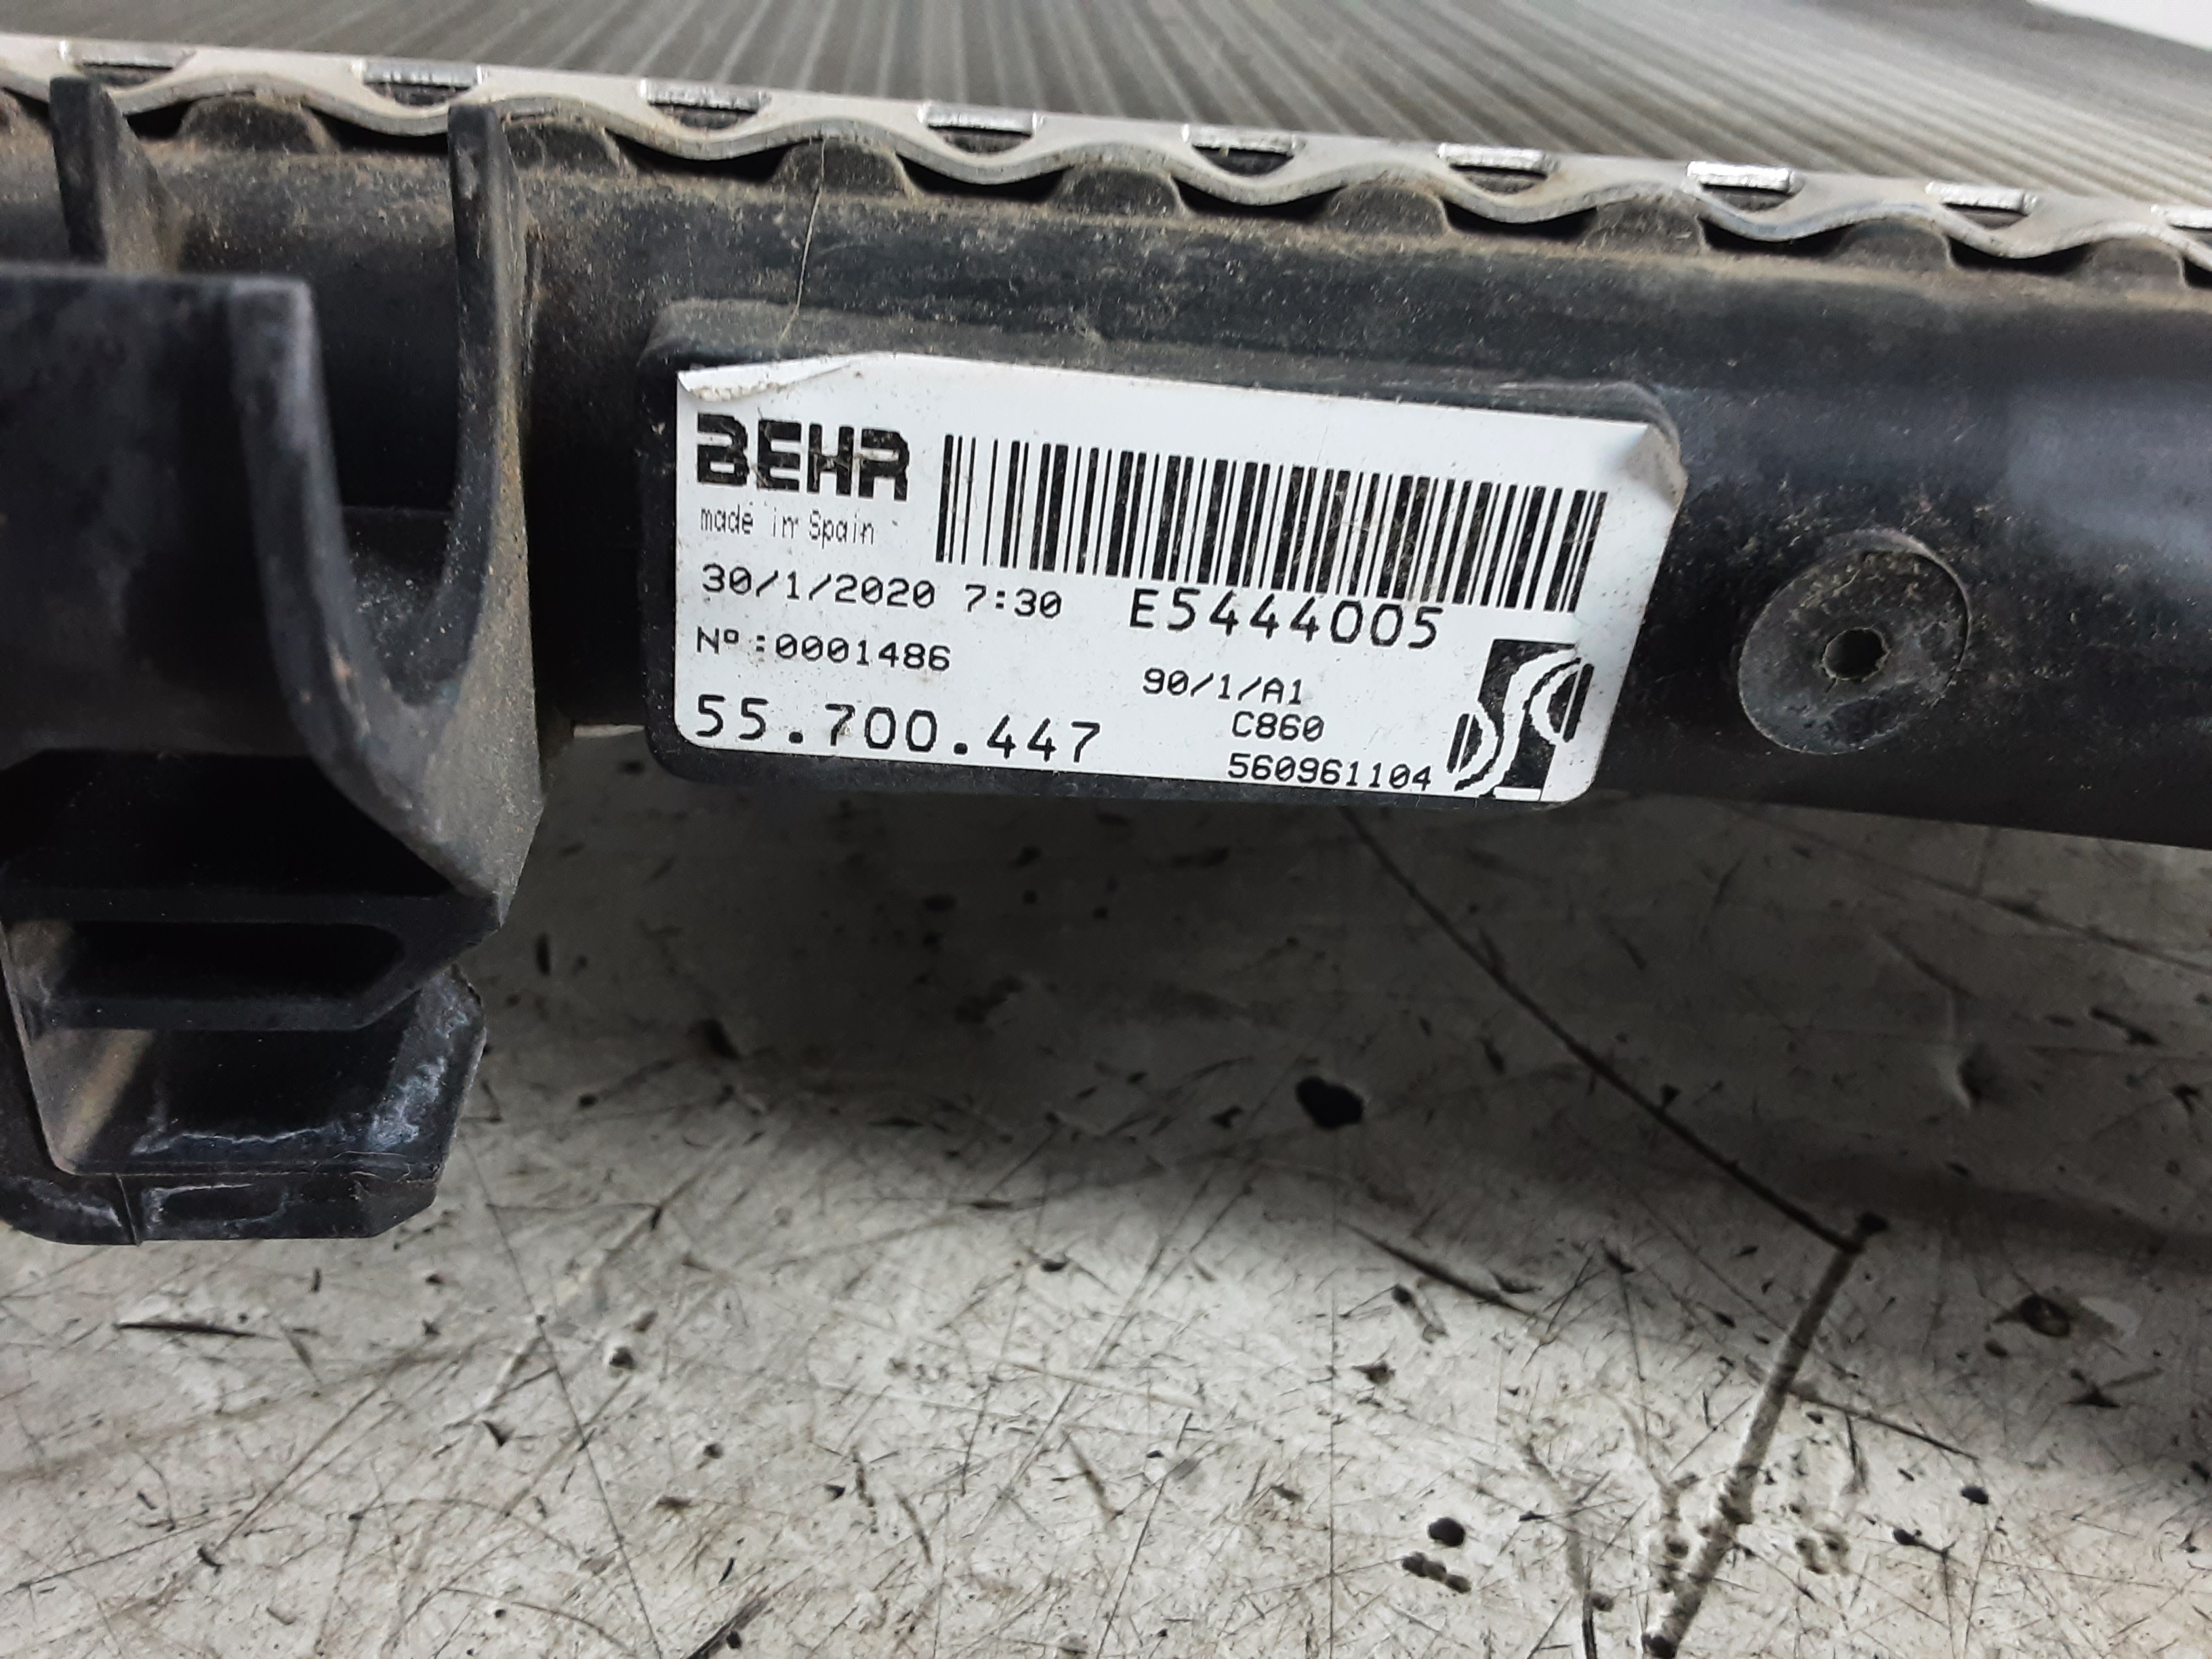 BEHR
made in Spain
30/1/2020 7:30 E5444005
Nº:0001486
90/1/A1
55.700.447
C860
560961104